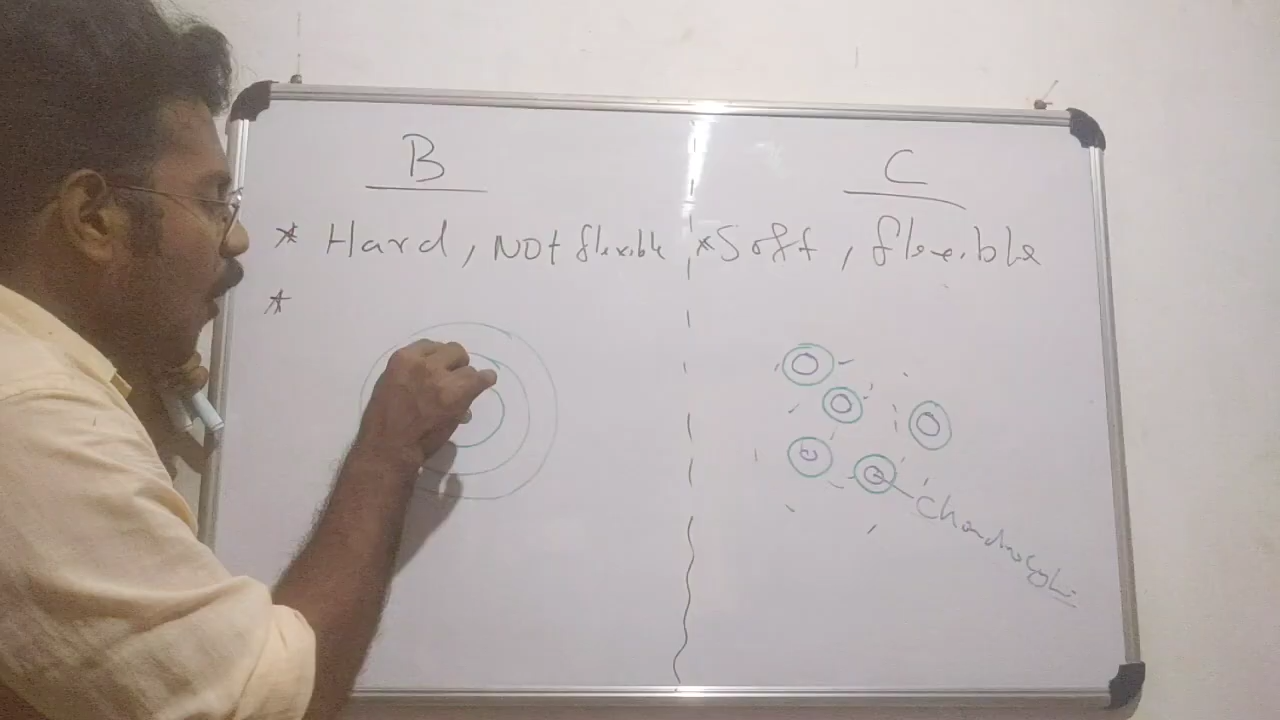 B
* Hard, NOt flexible
*
C
* Soft, flexible
Chondrocyte